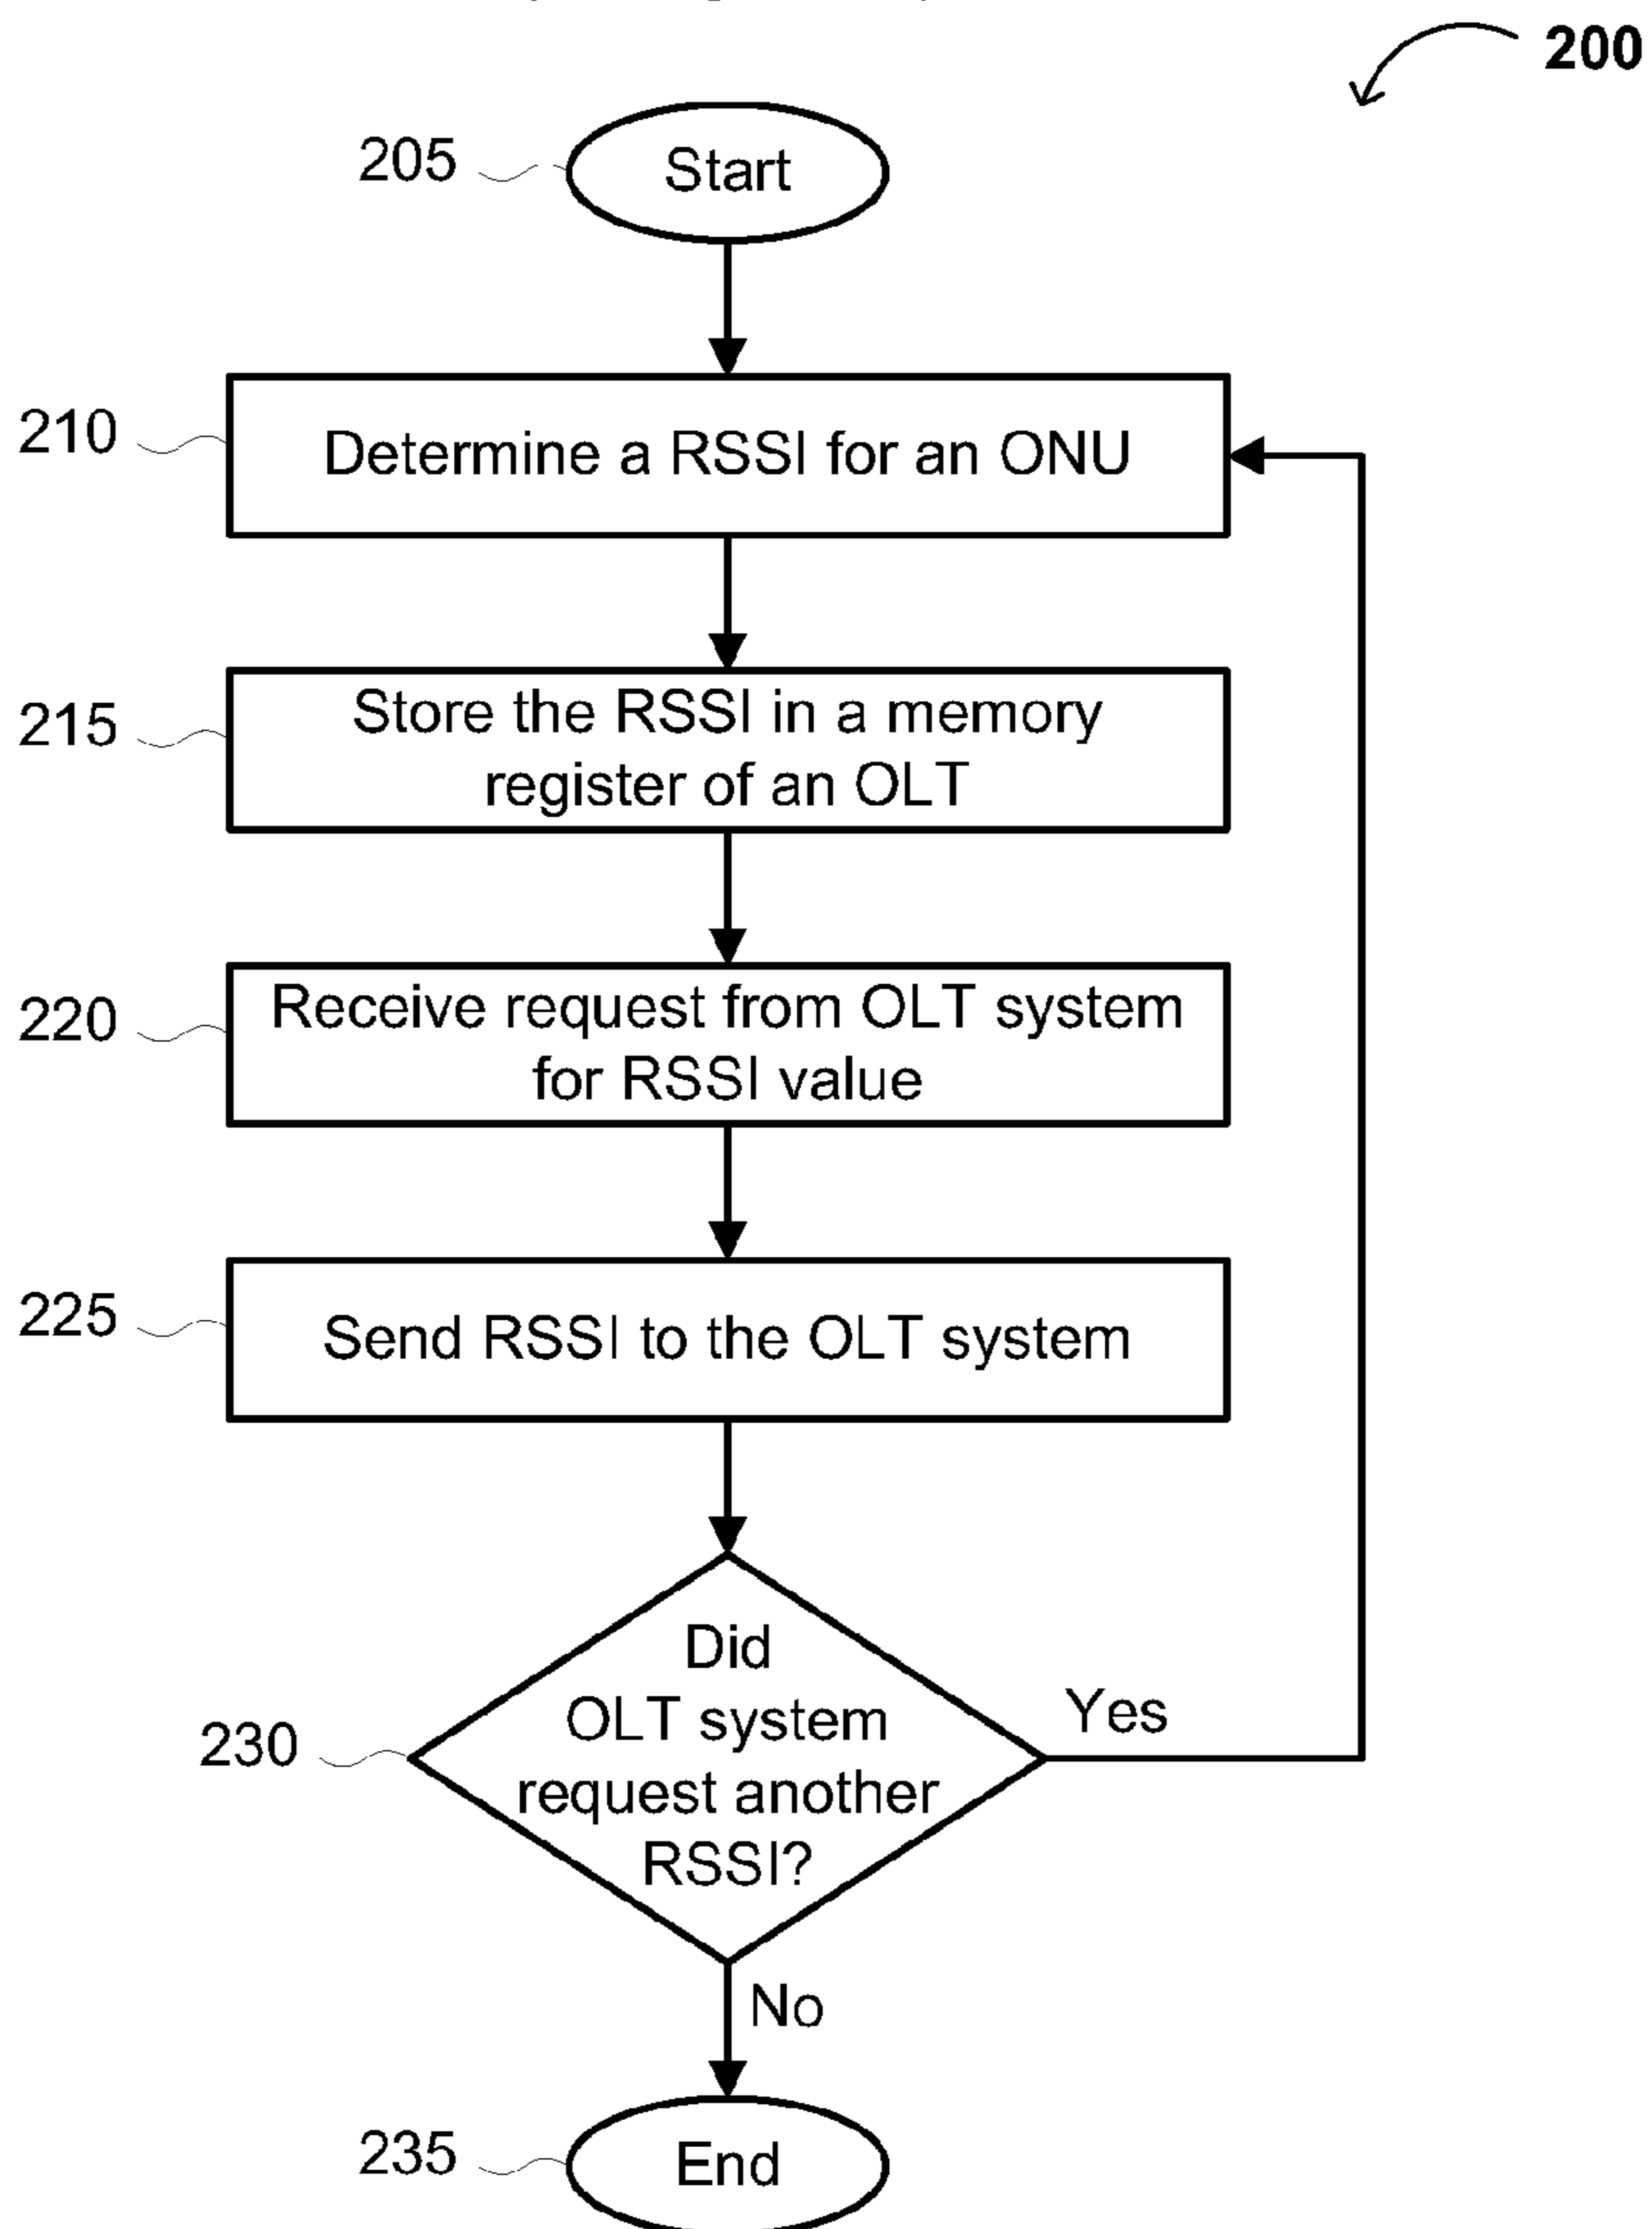 200
205
Start
210
Determine a RSSI for an ONU
215
Store the RSSI in a memory
register of an OLT
220
Receive request from OLT system
for RSSI value
225
Send RSSI to the OLT system
230
Did
OLT system
request another
RSSI?
Yes
No
235
End